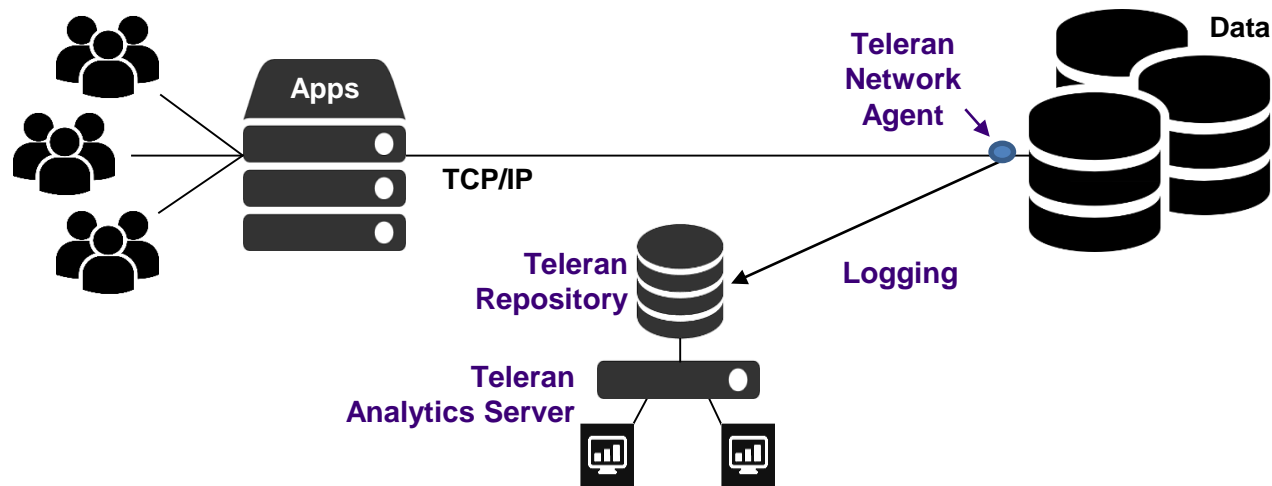 Data
Teleran
Network
Agent
Apps
TCP/IP
Teleran
Repository
Logging
Teleran
Analytics Server